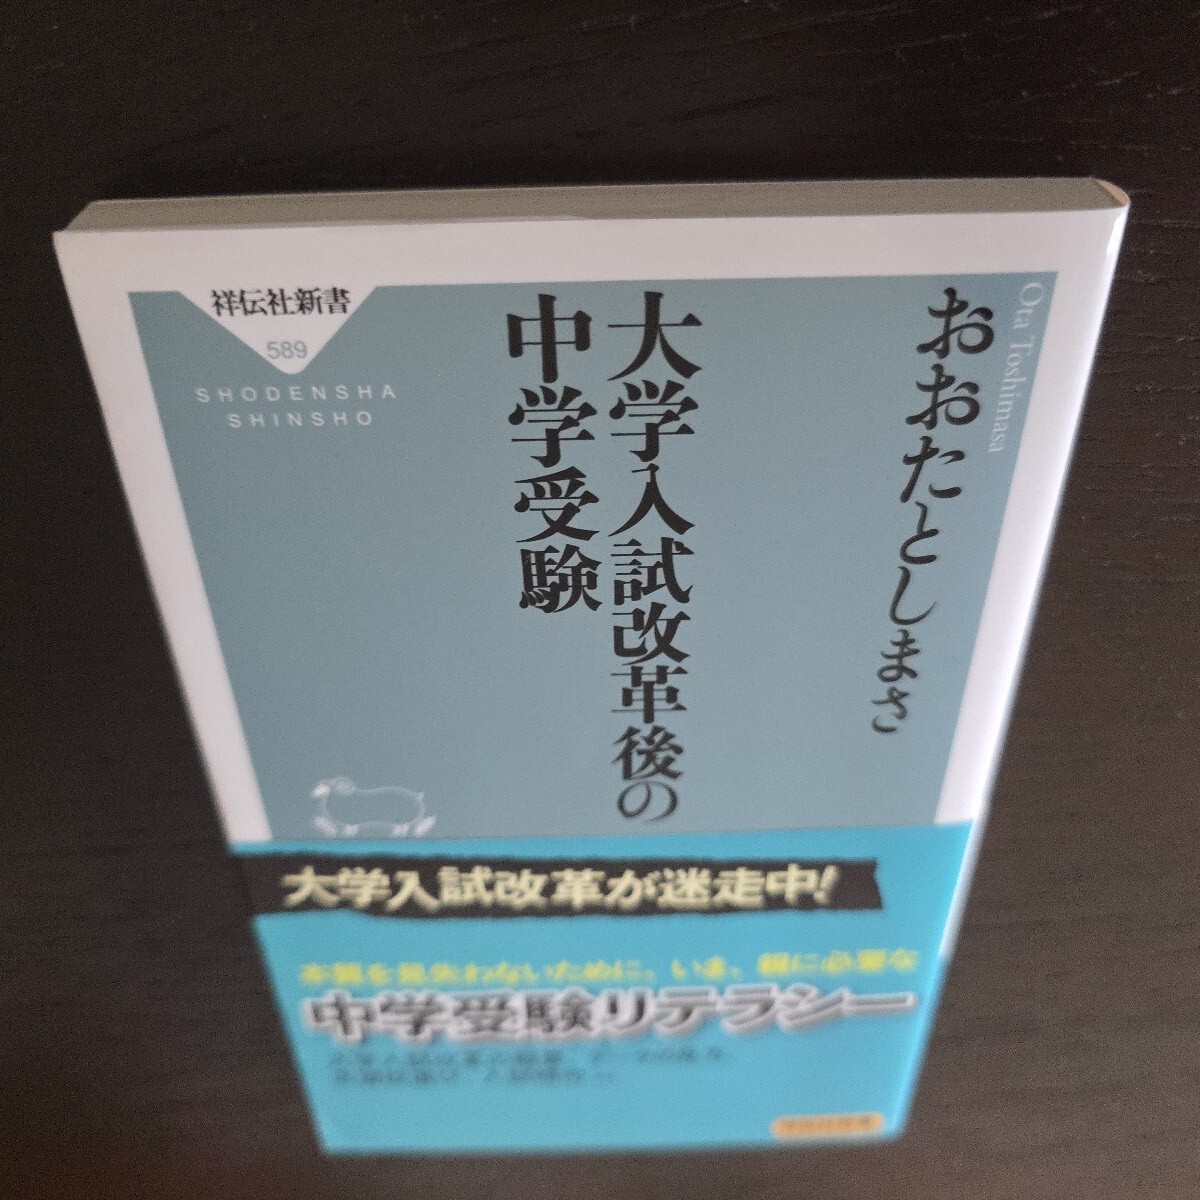 祥伝社新書
589
SHODENSHA
SHINSHO
Ota Toshimasa
おおたとしまさ
大学入試改革後の
中学受験
大学入試改革が迷走中!
本質を見失わないために、いま、親に必要な
中学受験リテラシー